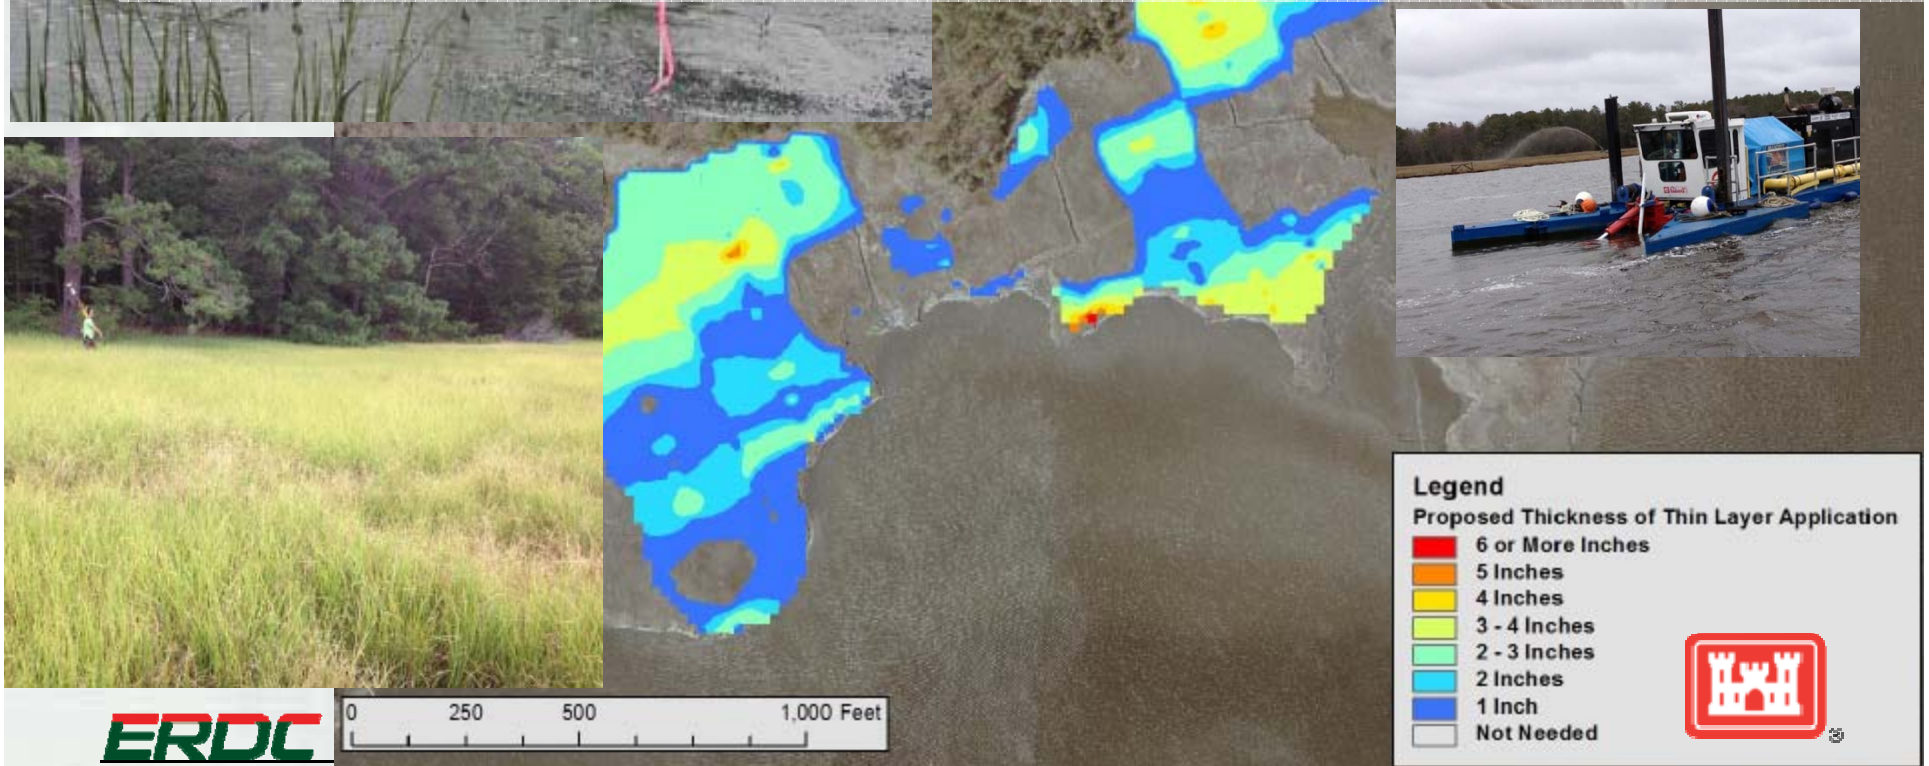 Legend
Proposed Thickness of Thin Layer Application
6 or More Inches
5 Inches
4 Inches
3 - 4 Inches
2 - 3 Inches
2 Inches
1 Inch
Not Needed
0 250 500 1,000 Feet
ERDC
®